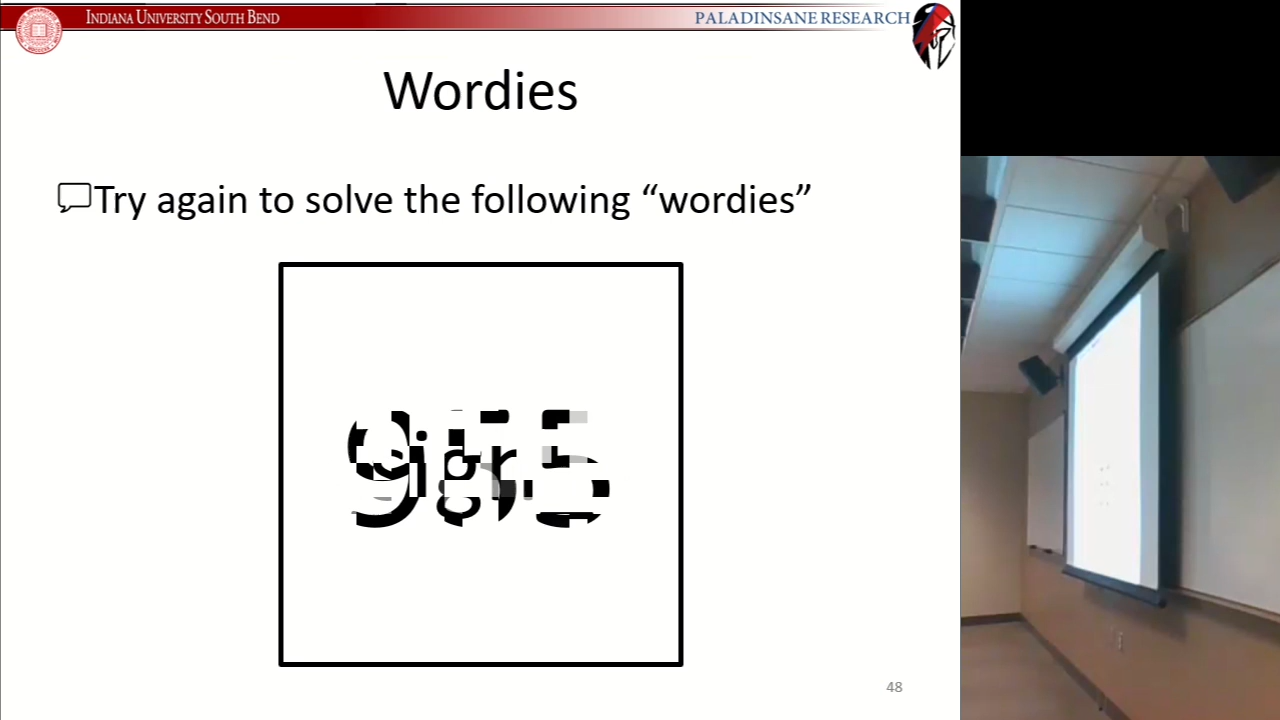 INDIANA UNIVERSITY SOUTH BEND
PALADINSANE RESEARCH
Wordies
Try again to solve the following “wordies”
48